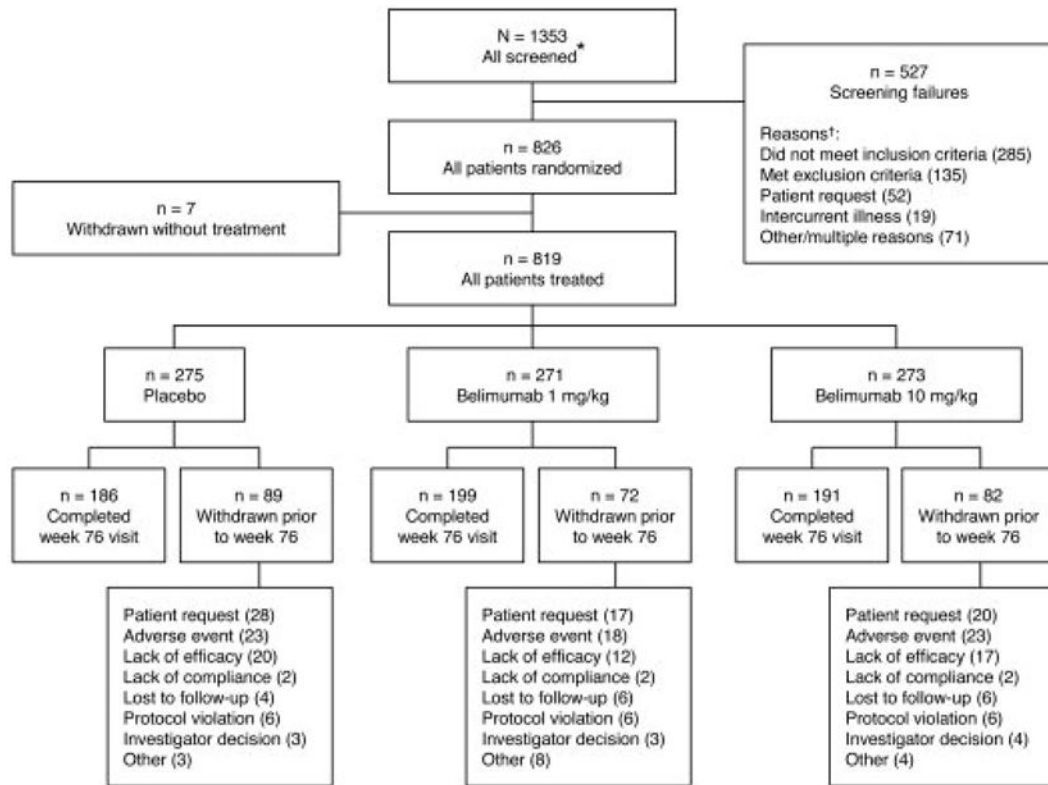 N = 1353
All screened*
n = 527
Screening failures
Reasons†:
Did not meet inclusion criteria (285)
Met exclusion criteria (135)
Patient request (52)
Intercurrent illness (19)
Other/multiple reasons (71)
n = 826
All patients randomized
n = 7
Withdrawn without treatment
n = 819
All patients treated
n = 275
Placebo
n = 271
Belimumab 1 mg/kg
n = 273
Belimumab 10 mg/kg
n = 186
Completed
week 76 visit
n = 89
Withdrawn prior
to week 76
n = 199
Completed
week 76 visit
n = 72
Withdrawn prior
to week 76
n = 191
Completed
week 76 visit
n = 82
Withdrawn prior
to week 76
Patient request (28)
Adverse event (23)
Lack of efficacy (20)
Lack of compliance (2)
Lost to follow-up (4)
Protocol violation (6)
Investigator decision (3)
Other (3)
Patient request (17)
Adverse event (18)
Lack of efficacy (12)
Lack of compliance (2)
Lost to follow-up (6)
Protocol violation (6)
Investigator decision (3)
Other (8)
Patient request (20)
Adverse event (23)
Lack of efficacy (17)
Lack of compliance (2)
Lost to follow-up (6)
Protocol violation (6)
Investigator decision (4)
Other (4)